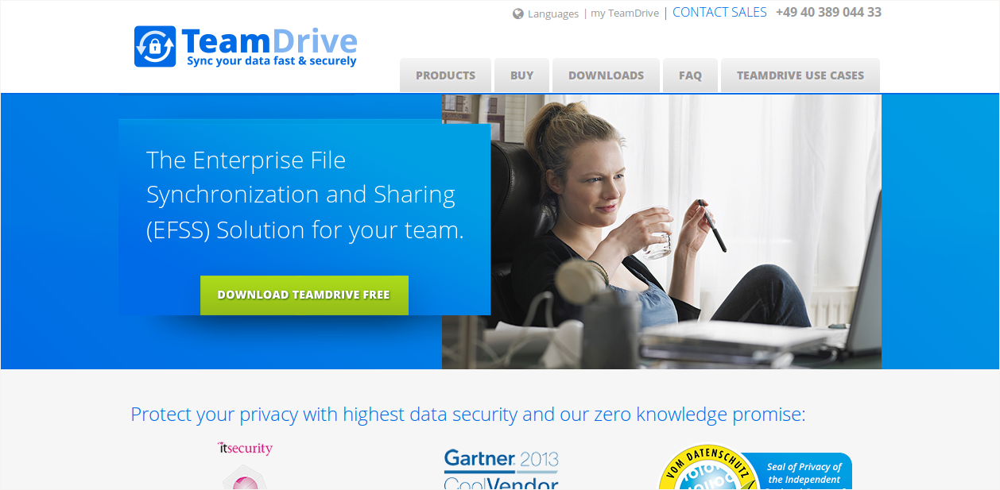 Languages | my TeamDrive | CONTACT SALES +49 40 389 044 33
TeamDrive
Sync your data fast & securely
PRODUCTS BUY DOWNLOADS FAQ TEAMDRIVE USE CASES
The Enterprise File
Synchronization and Sharing
(EFSS) Solution for your team.
DOWNLOAD TEAMDRIVE FREE
Protect your privacy with highest data security and our zero knowledge promise:
itsecurity
Gartner 2013
CoolVendor
VOM DATENSCHUTZ
Seal of Privacy of
the Independent